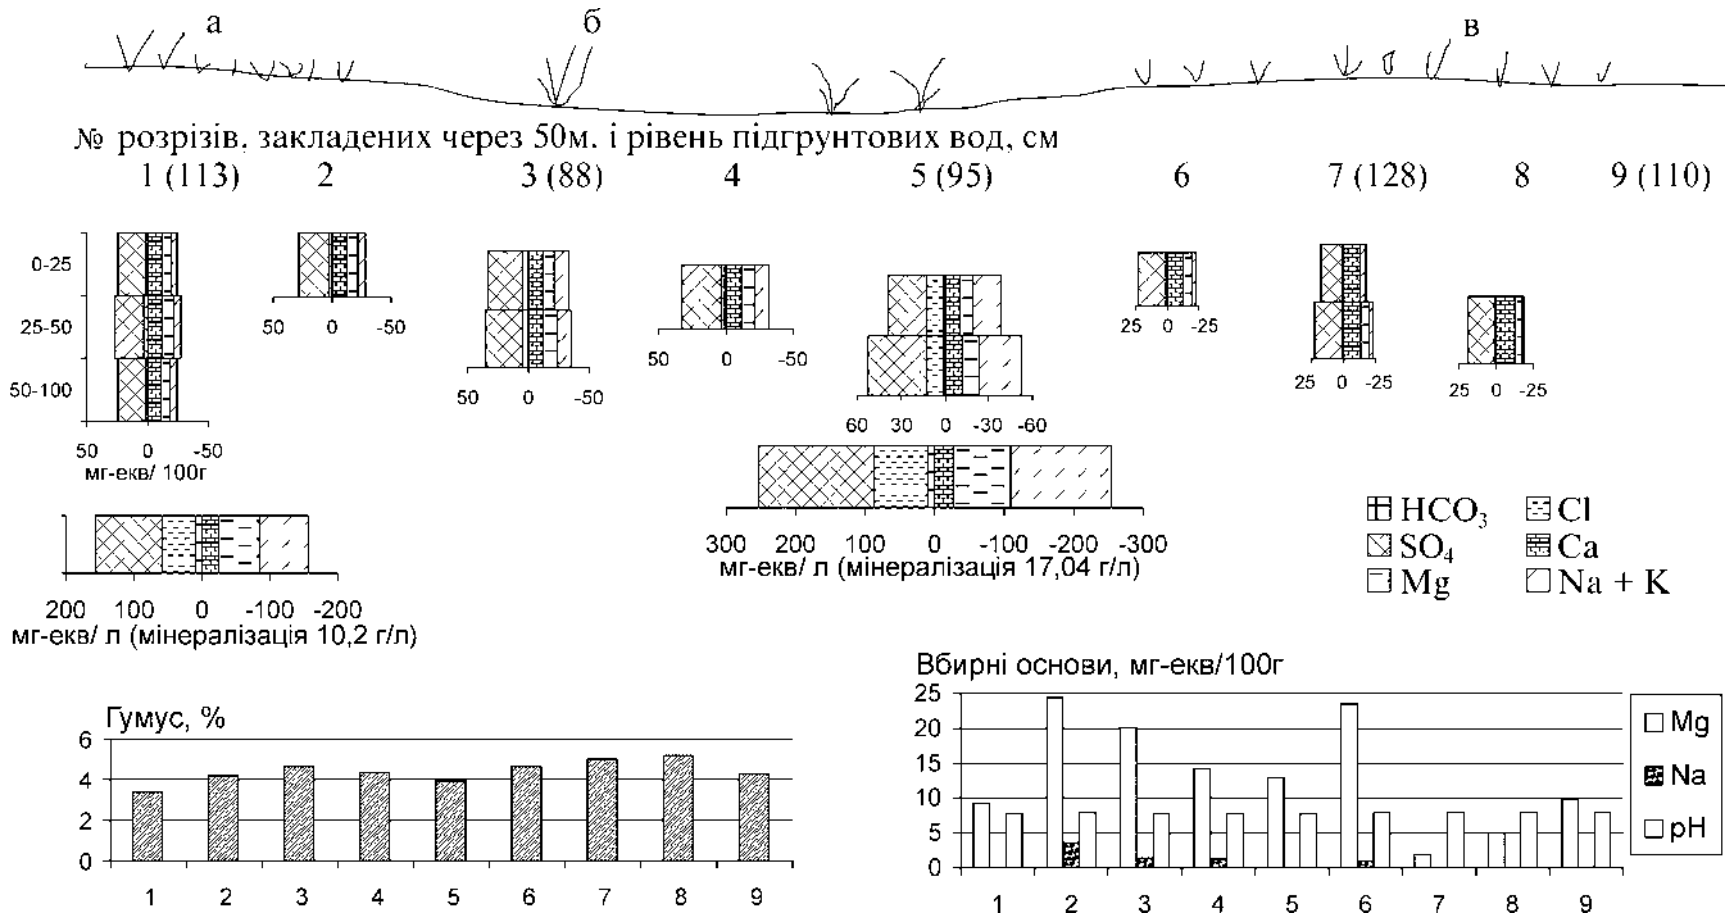 а б в
№ розрізів, закладених через 50м. і рівень підгрунтових вод, см
1 (113) 2 3 (88) 4 5 (95) 6 7 (128) 8 9 (110)
0-25
25-50
50-100
50 0 -50
мг-екв/ 100г
50 0 -50
50 0 -50
50 0 -50
60 30 0 -30 -60
25 0 -25
25 0 -25
25 0 -25
300 200 100 0 -100 -200 -300
мг-екв/ л (мінералізація 17,04 г/л)
200 100 0 -100 -200
мг-екв/ л (мінералізація 10,2 г/л)
HCO₃ Cl
SO₄ Ca
Mg Na + K
Гумус, %
6
4
2
0
1 2 3 4 5 6 7 8 9
Вбирні основи, мг-екв/100г
25
20
15
10
5
0
1 2 3 4 5 6 7 8 9
Mg
Na
pH